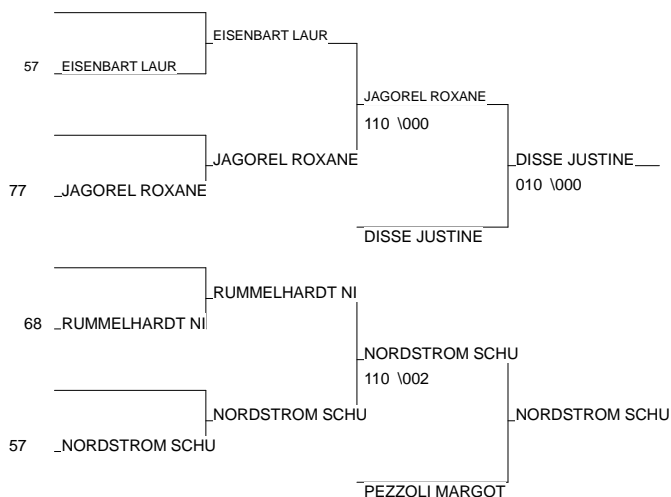 EISENBART LAUR
57 EISENBART LAUR
JAGOREL ROXANE
110 \000
JAGOREL ROXANE
DISSE JUSTINE
77 JAGOREL ROXANE
010 \000
DISSE JUSTINE
RUMMELHARDT NI
68 RUMMELHARDT NI
NORDSTROM SCHU
110 \002
NORDSTROM SCHU
NORDSTROM SCHU
57 NORDSTROM SCHU
PEZZOLI MARGOT